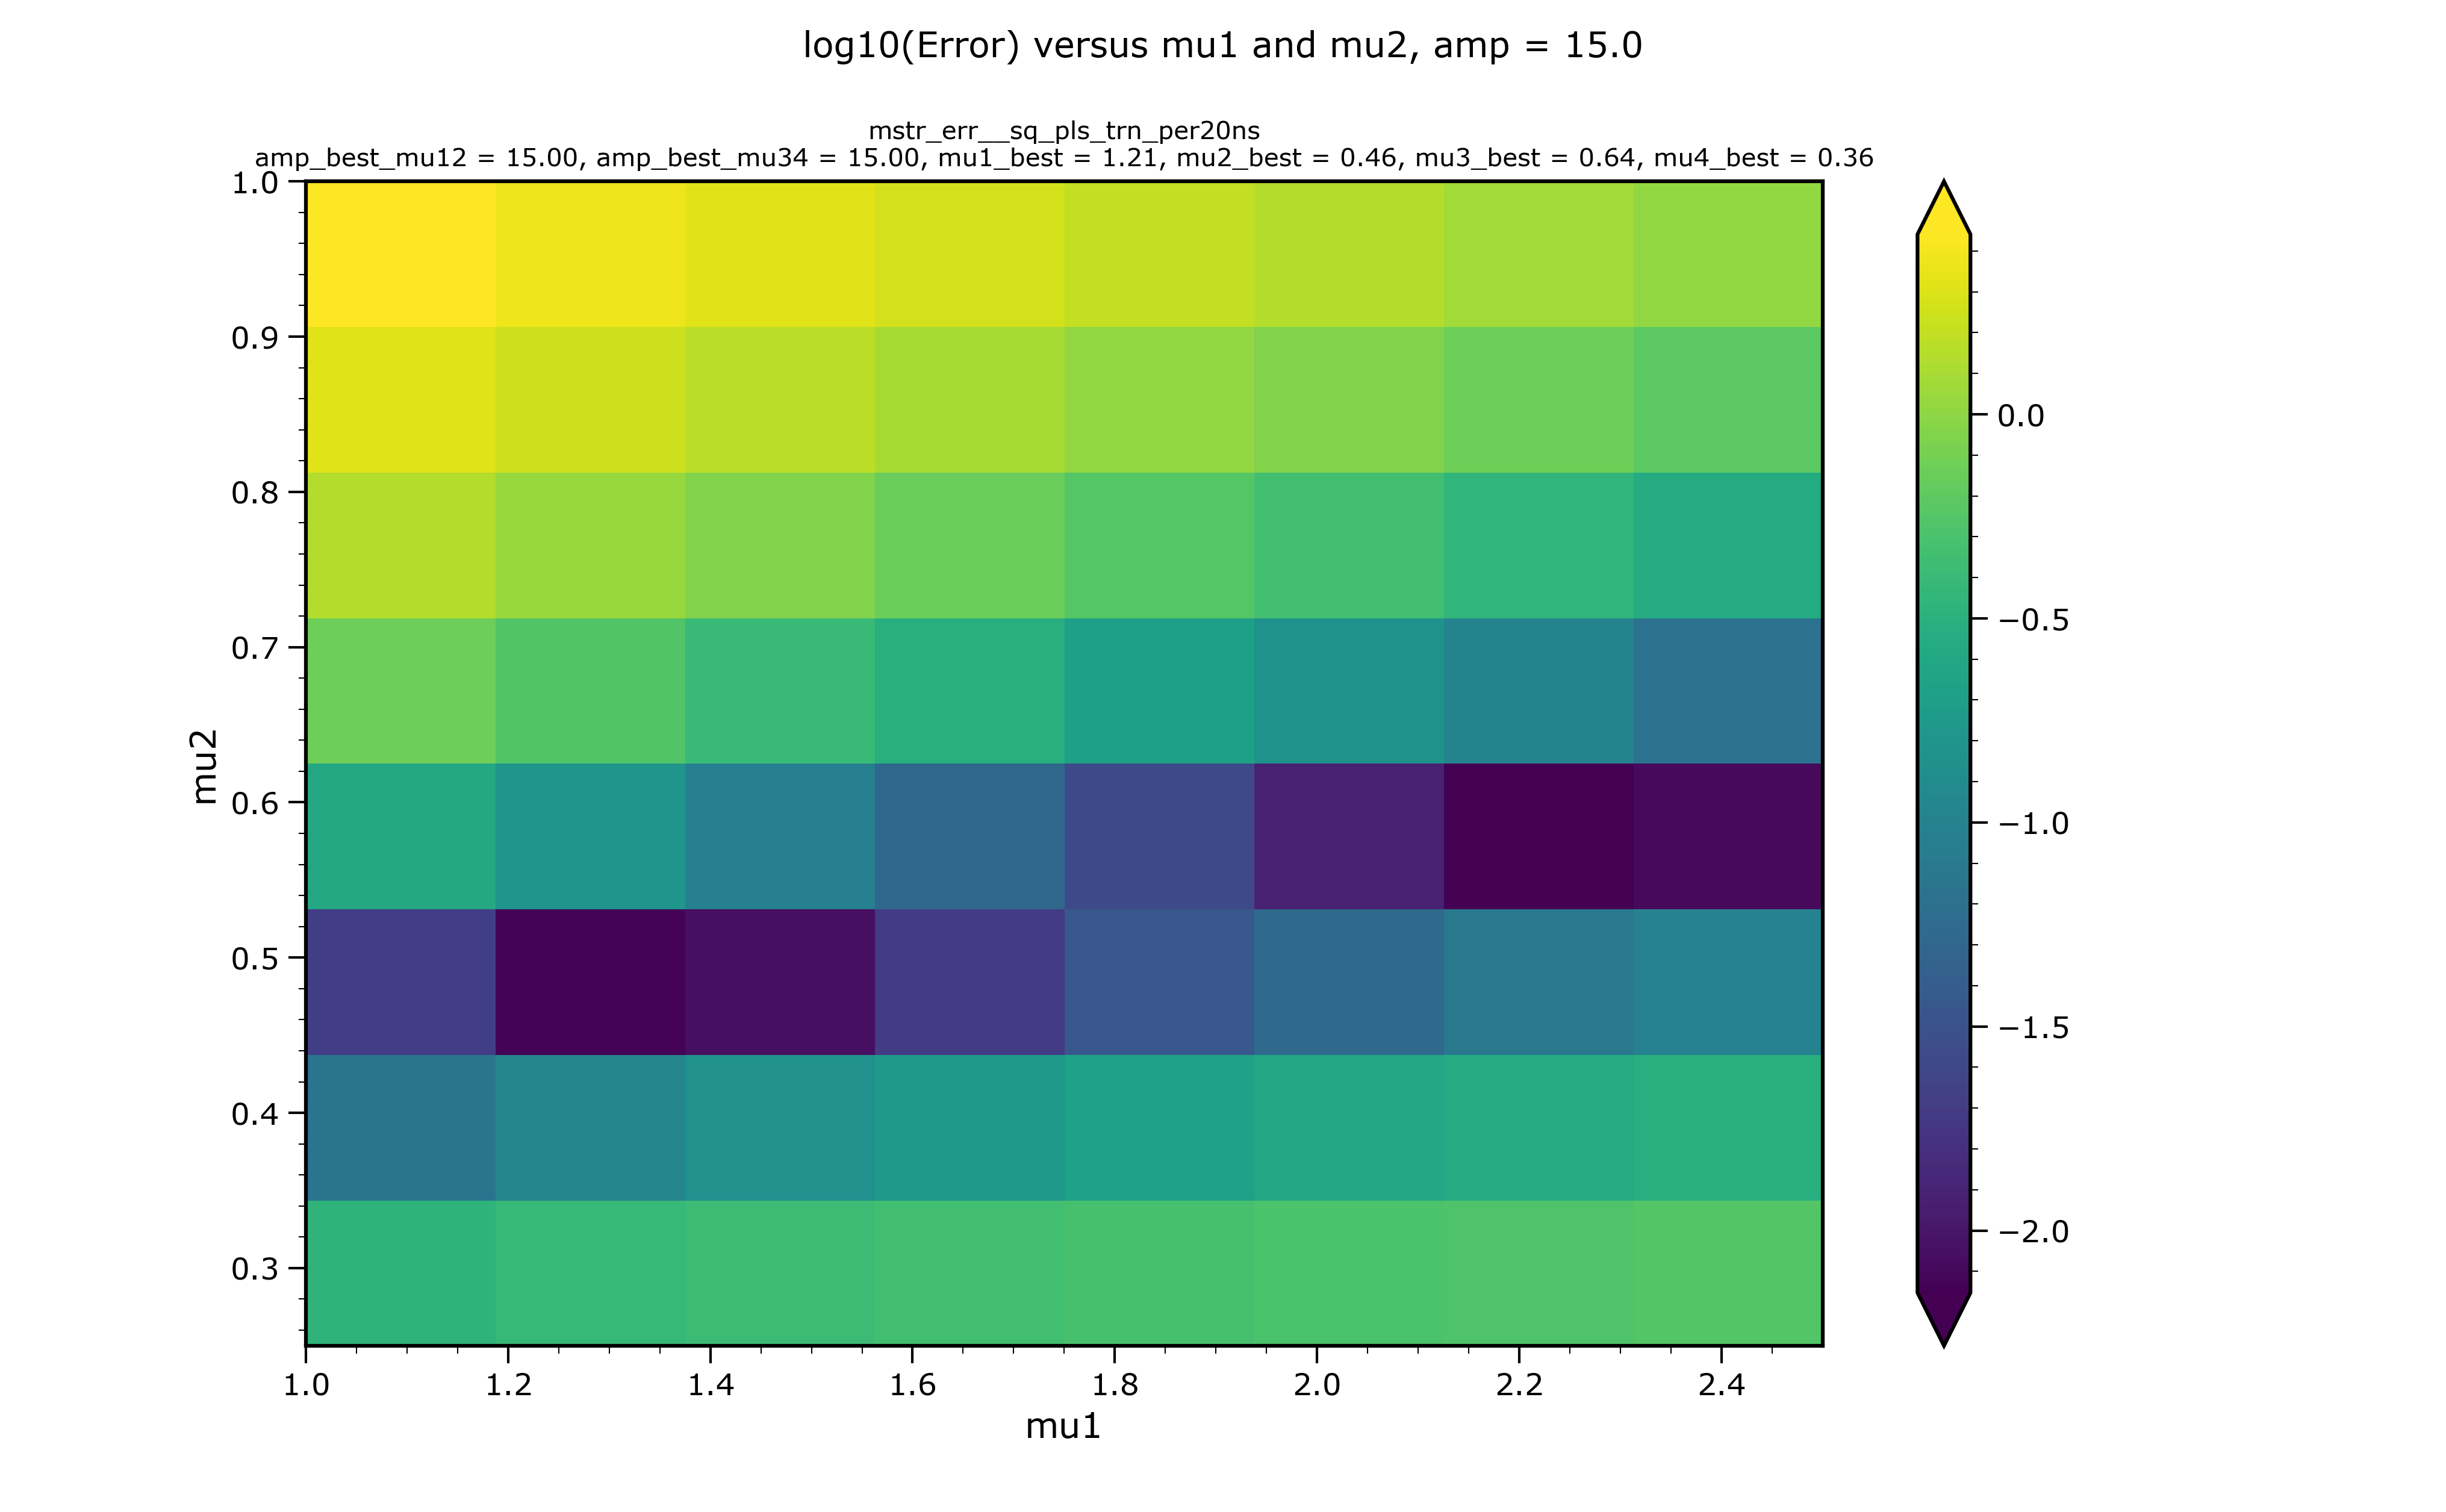 log10(Error) versus mu1 and mu2, amp = 15.0
mstr_err__sq_pls_trn_per20ns
amp_best_mu12 = 15.00, amp_best_mu34 = 15.00, mu1_best = 1.21, mu2_best = 0.46, mu3_best = 0.64, mu4_best = 0.36
1.0
0.9
0.8
0.7
0.6
0.5
0.4
0.3
mu2
1.0 1.2 1.4 1.6 1.8 2.0 2.2 2.4
mu1
0.0
−0.5
−1.0
−1.5
−2.0